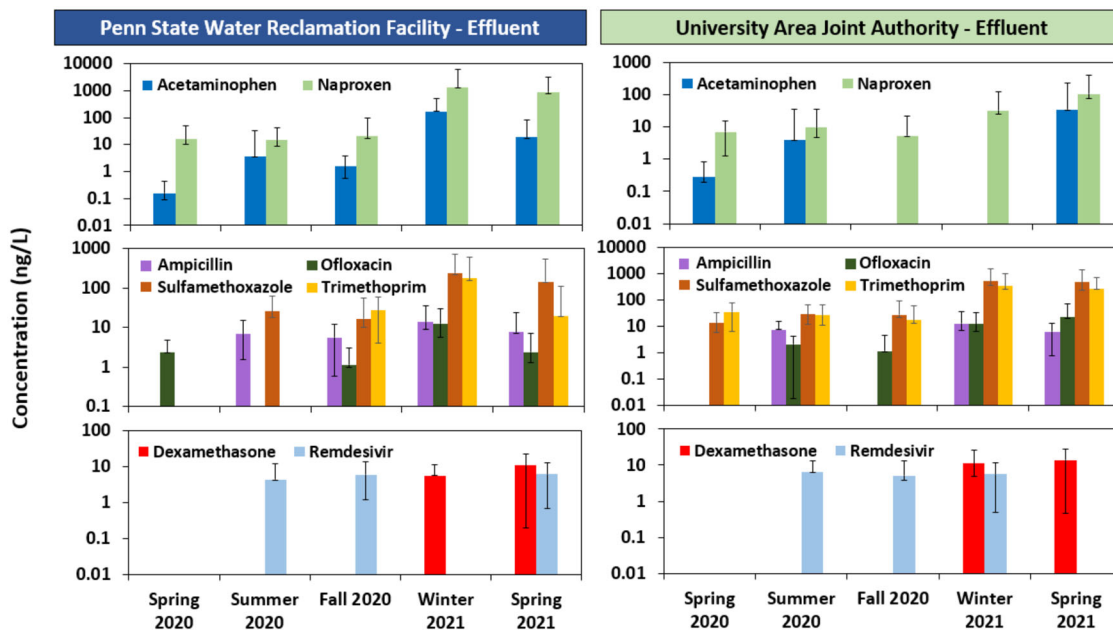 Penn State Water Reclamation Facility - Effluent
University Area Joint Authority - Effluent
Concentration (ng/L)
10000
1000
100
10
1
0.1
0.01
Acetaminophen Naproxen
1000
100
10
1
0.1
0.01
Acetaminophen Naproxen
1000
100
10
1
0.1
Ampicillin Ofloxacin
Sulfamethoxazole Trimethoprim
10000
1000
100
10
1
0.1
0.01
Ampicillin Ofloxacin
Sulfamethoxazole Trimethoprim
100
10
1
0.1
0.01
Dexamethasone Remdesivir
Spring
2020
Summer
2020
Fall 2020
Winter
2021
Spring
2021
100
10
1
0.1
0.01
Dexamethasone Remdesivir
Spring
2020
Summer
2020
Fall 2020
Winter
2021
Spring
2021